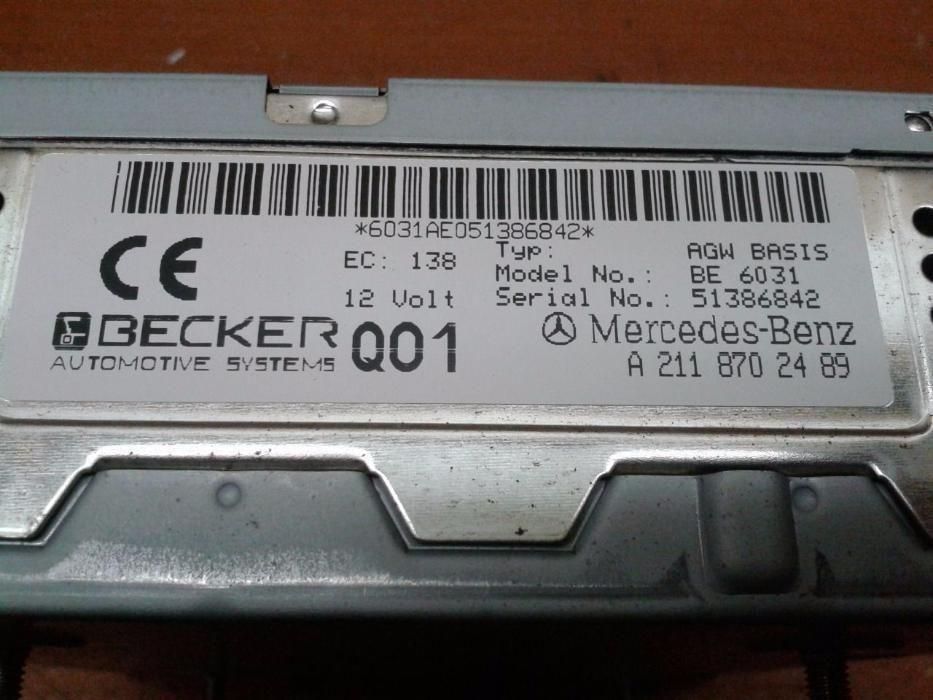 *6031AE051386842*
EC: 138
12 Volt
Typ: AGW BASIS
Model No.: BE 6031
Serial No.: 51386842
CE
BECKER
AUTOMOTIVE SYSTEMS
Q01
Mercedes-Benz
A 211 870 24 89